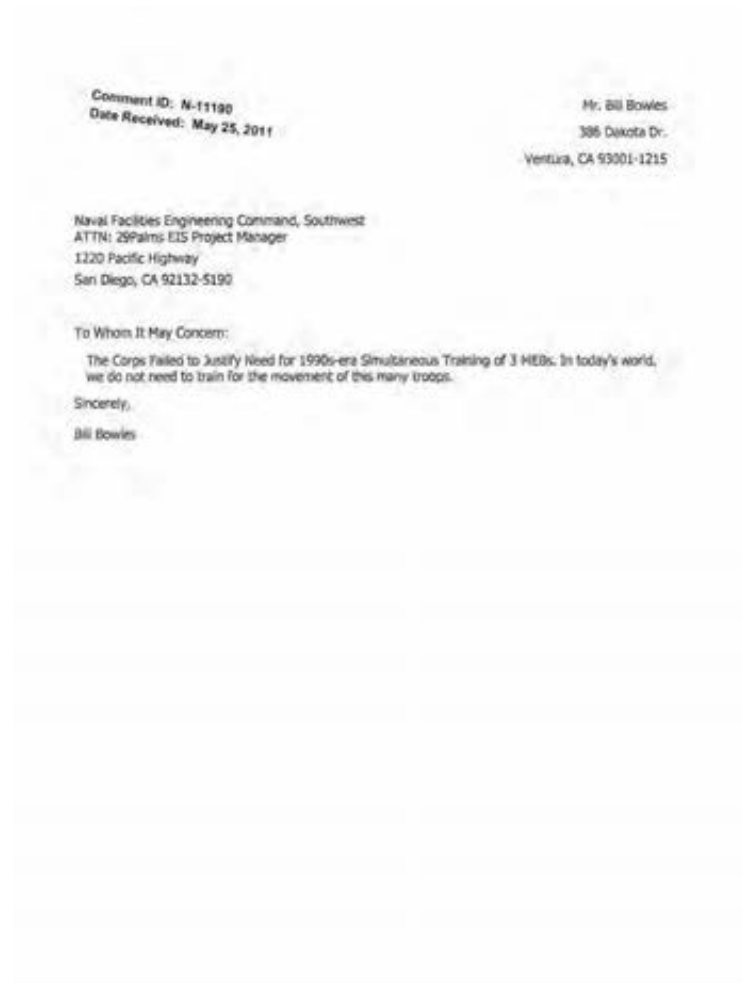 Comment ID: N-11190
Date Received: May 25, 2011
Mr. Bill Bowles
386 Dakota Dr.
Ventura, CA 93001-1215
Naval Facilities Engineering Command, Southwest
ATTN: 29Palms EIS Project Manager
1220 Pacific Highway
San Diego, CA 92132-5190
To Whom It May Concern:
The Corps Failed to Justify Need for 1990s-era Simultaneous Training of 3 MEBs. In today's world,
we do not need to train for the movement of this many troops.
Sincerely,
Bill Bowles